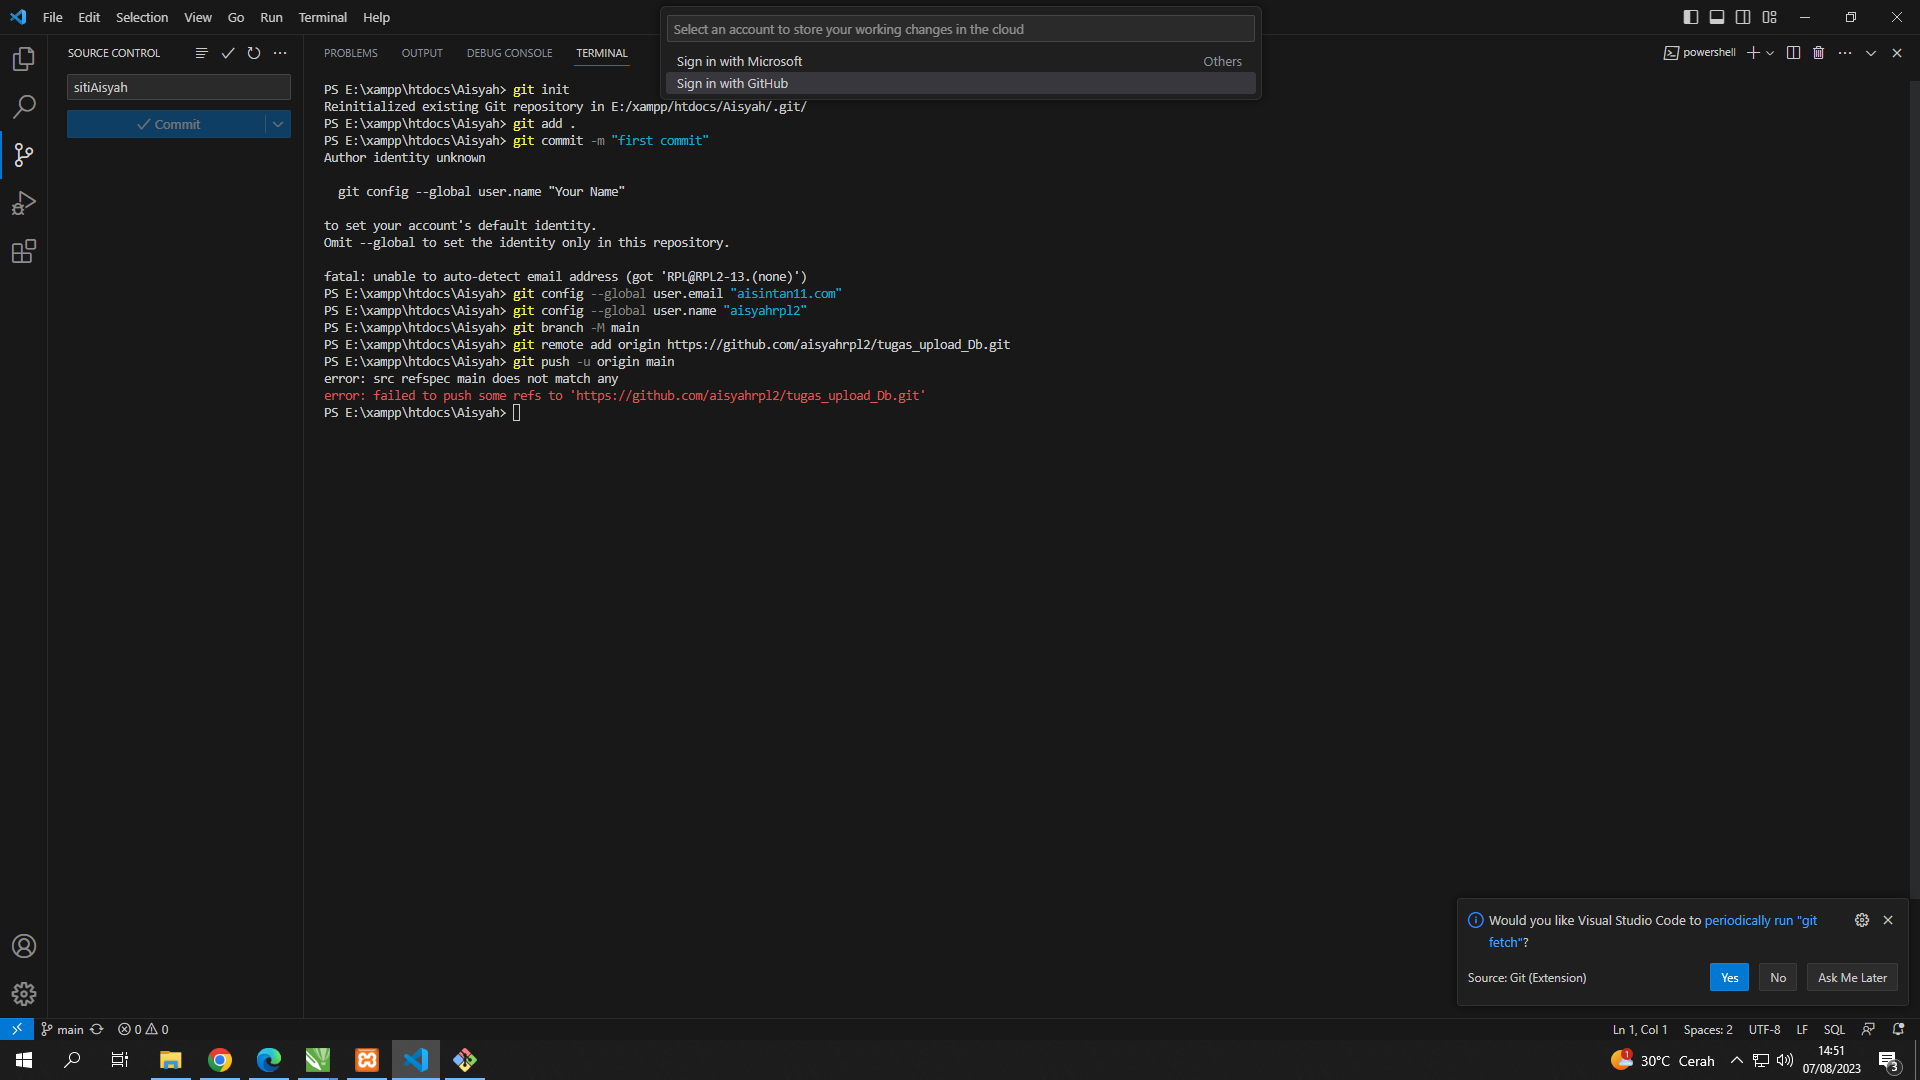 File Edit Selection View Go Run Terminal Help
Select an account to store your working changes in the cloud
Sign in with Microsoft Others
Sign in with GitHub
SOURCE CONTROL
sitiAisyah
Commit
PROBLEMS OUTPUT DEBUG CONSOLE TERMINAL
powershell
PS E:\xampp\htdocs\Aisyah> git init
Reinitialized existing Git repository in E:/xampp/htdocs/Aisyah/.git/
PS E:\xampp\htdocs\Aisyah> git add .
PS E:\xampp\htdocs\Aisyah> git commit -m "first commit"
Author identity unknown
git config --global user.name "Your Name"
to set your account's default identity.
Omit --global to set the identity only in this repository.
fatal: unable to auto-detect email address (got 'RPL@RPL2-13.(none)')
PS E:\xampp\htdocs\Aisyah> git config --global user.email "aisintan11.com"
PS E:\xampp\htdocs\Aisyah> git config --global user.name "aisyahrpl2"
PS E:\xampp\htdocs\Aisyah> git branch -M main
PS E:\xampp\htdocs\Aisyah> git remote add origin https://github.com/aisyahrpl2/tugas_upload_Db.git
PS E:\xampp\htdocs\Aisyah> git push -u origin main
error: src refspec main does not match any
error: failed to push some refs to 'https://github.com/aisyahrpl2/tugas_upload_Db.git'
PS E:\xampp\htdocs\Aisyah>
Would you like Visual Studio Code to periodically run "git
fetch"?
Source: Git (Extension) Yes No Ask Me Later
main 0 0
Ln 1, Col 1 Spaces: 2 UTF-8 LF SQL
1 30°C Cerah
14:51
07/08/2023
3